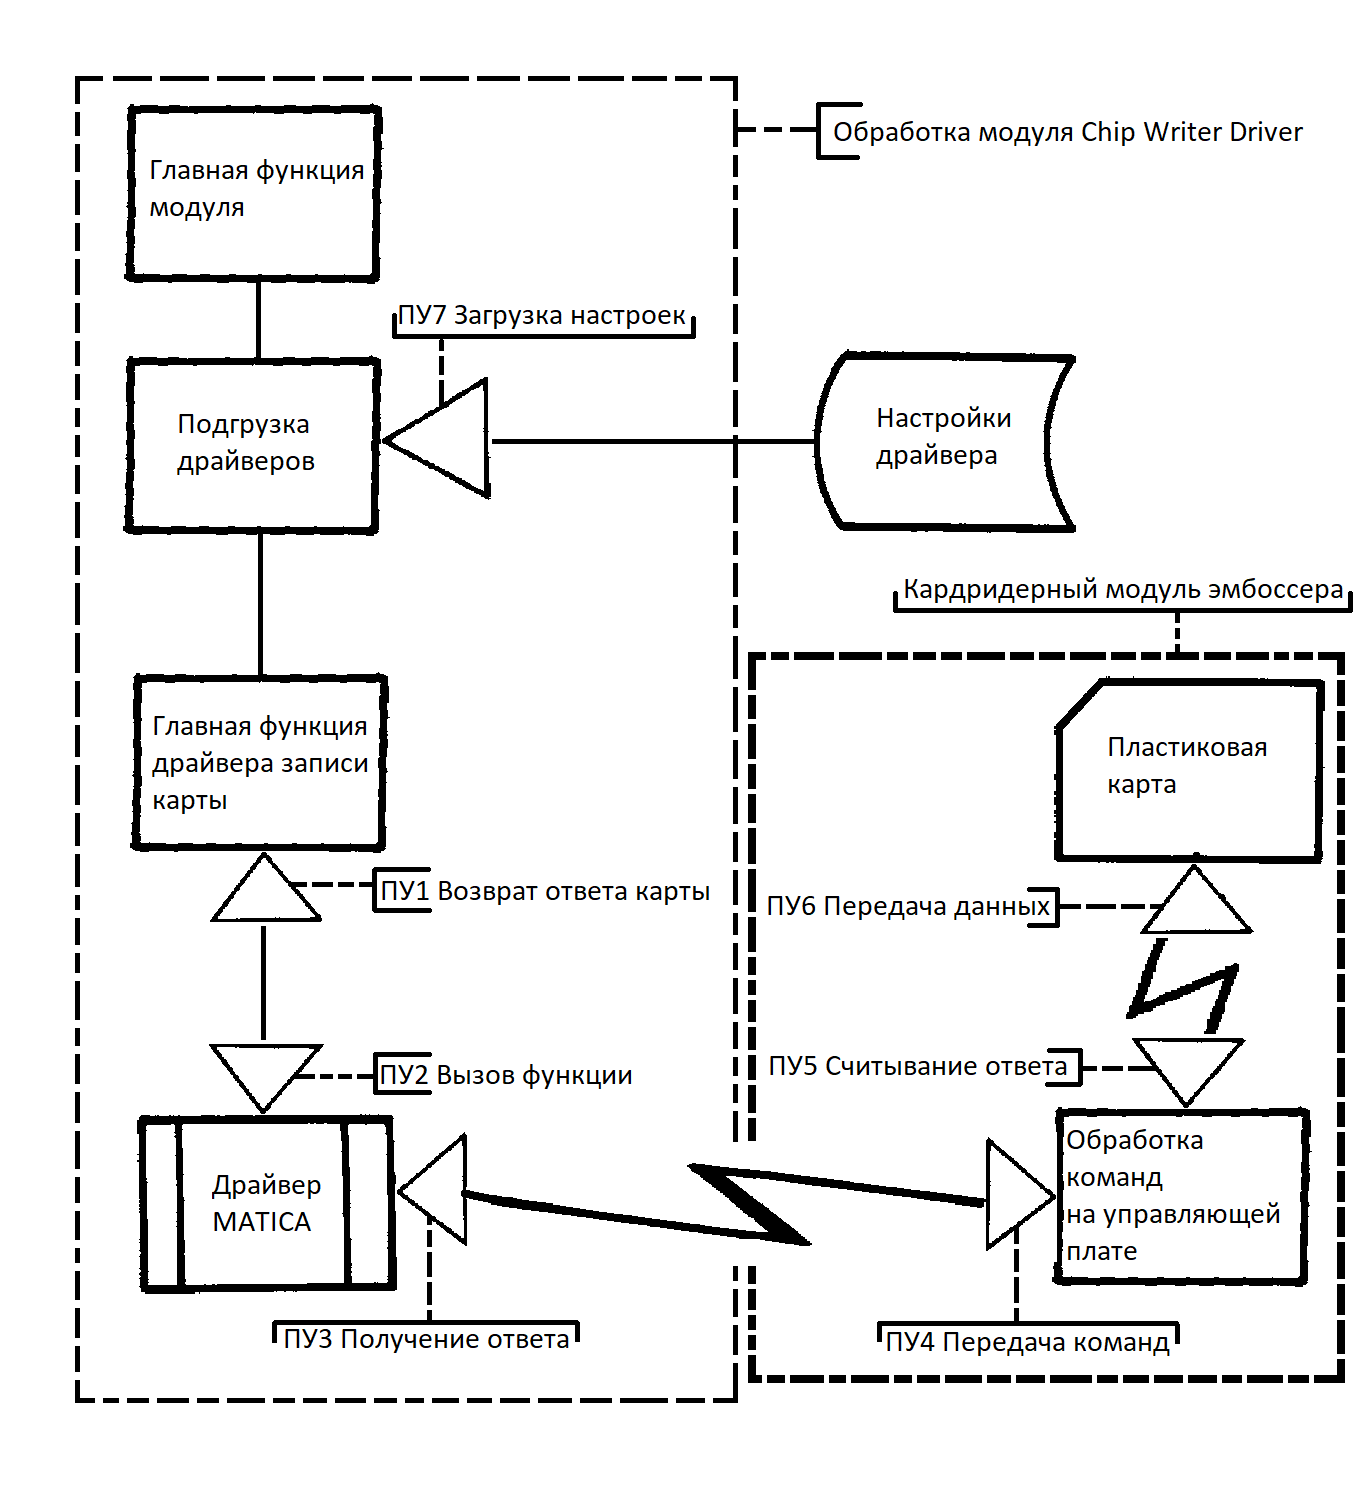 Обработка модуля Chip Writer Driver
Главная функция
модуля
ПУ7 Загрузка настроек
Подгрузка
драйверов
Настройки
драйвера
Кардридерный модуль эмбоссера
Главная функция
драйвера записи
карты
Пластиковая
карта
ПУ1 Возврат ответа карты
ПУ6 Передача данных
ПУ2 Вызов функции
ПУ5 Считывание ответа
Драйвер
MATICA
Обработка
команд
на управляющей
плате
ПУ3 Получение ответа
ПУ4 Передача команд